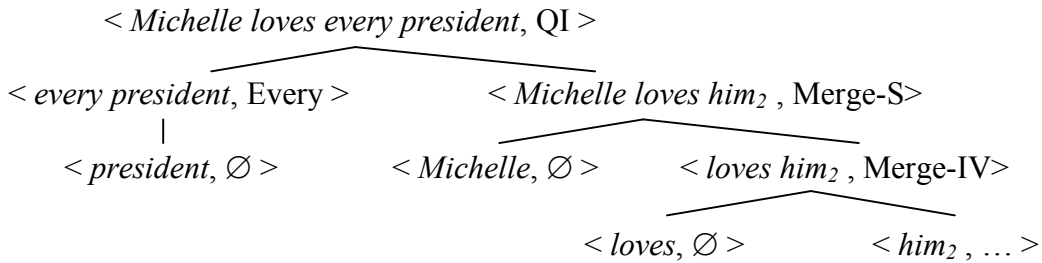 < Michelle loves every president, QI >
< every president, Every > < Michelle loves him₂ , Merge-S>
< president, ∅ > < Michelle, ∅ > < loves him₂ , Merge-IV>
< loves, ∅ > < him₂ , … >